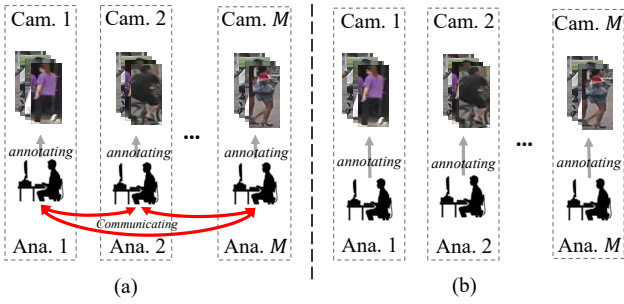 Cam. 1 Cam. 2 Cam. M Cam. 1 Cam. 2 Cam. M
... ...
annotating annotating annotating annotating annotating annotating
Communicating
Ana. 1 Ana. 2 Ana. M Ana. 1 Ana. 2 Ana. M
(a) (b)